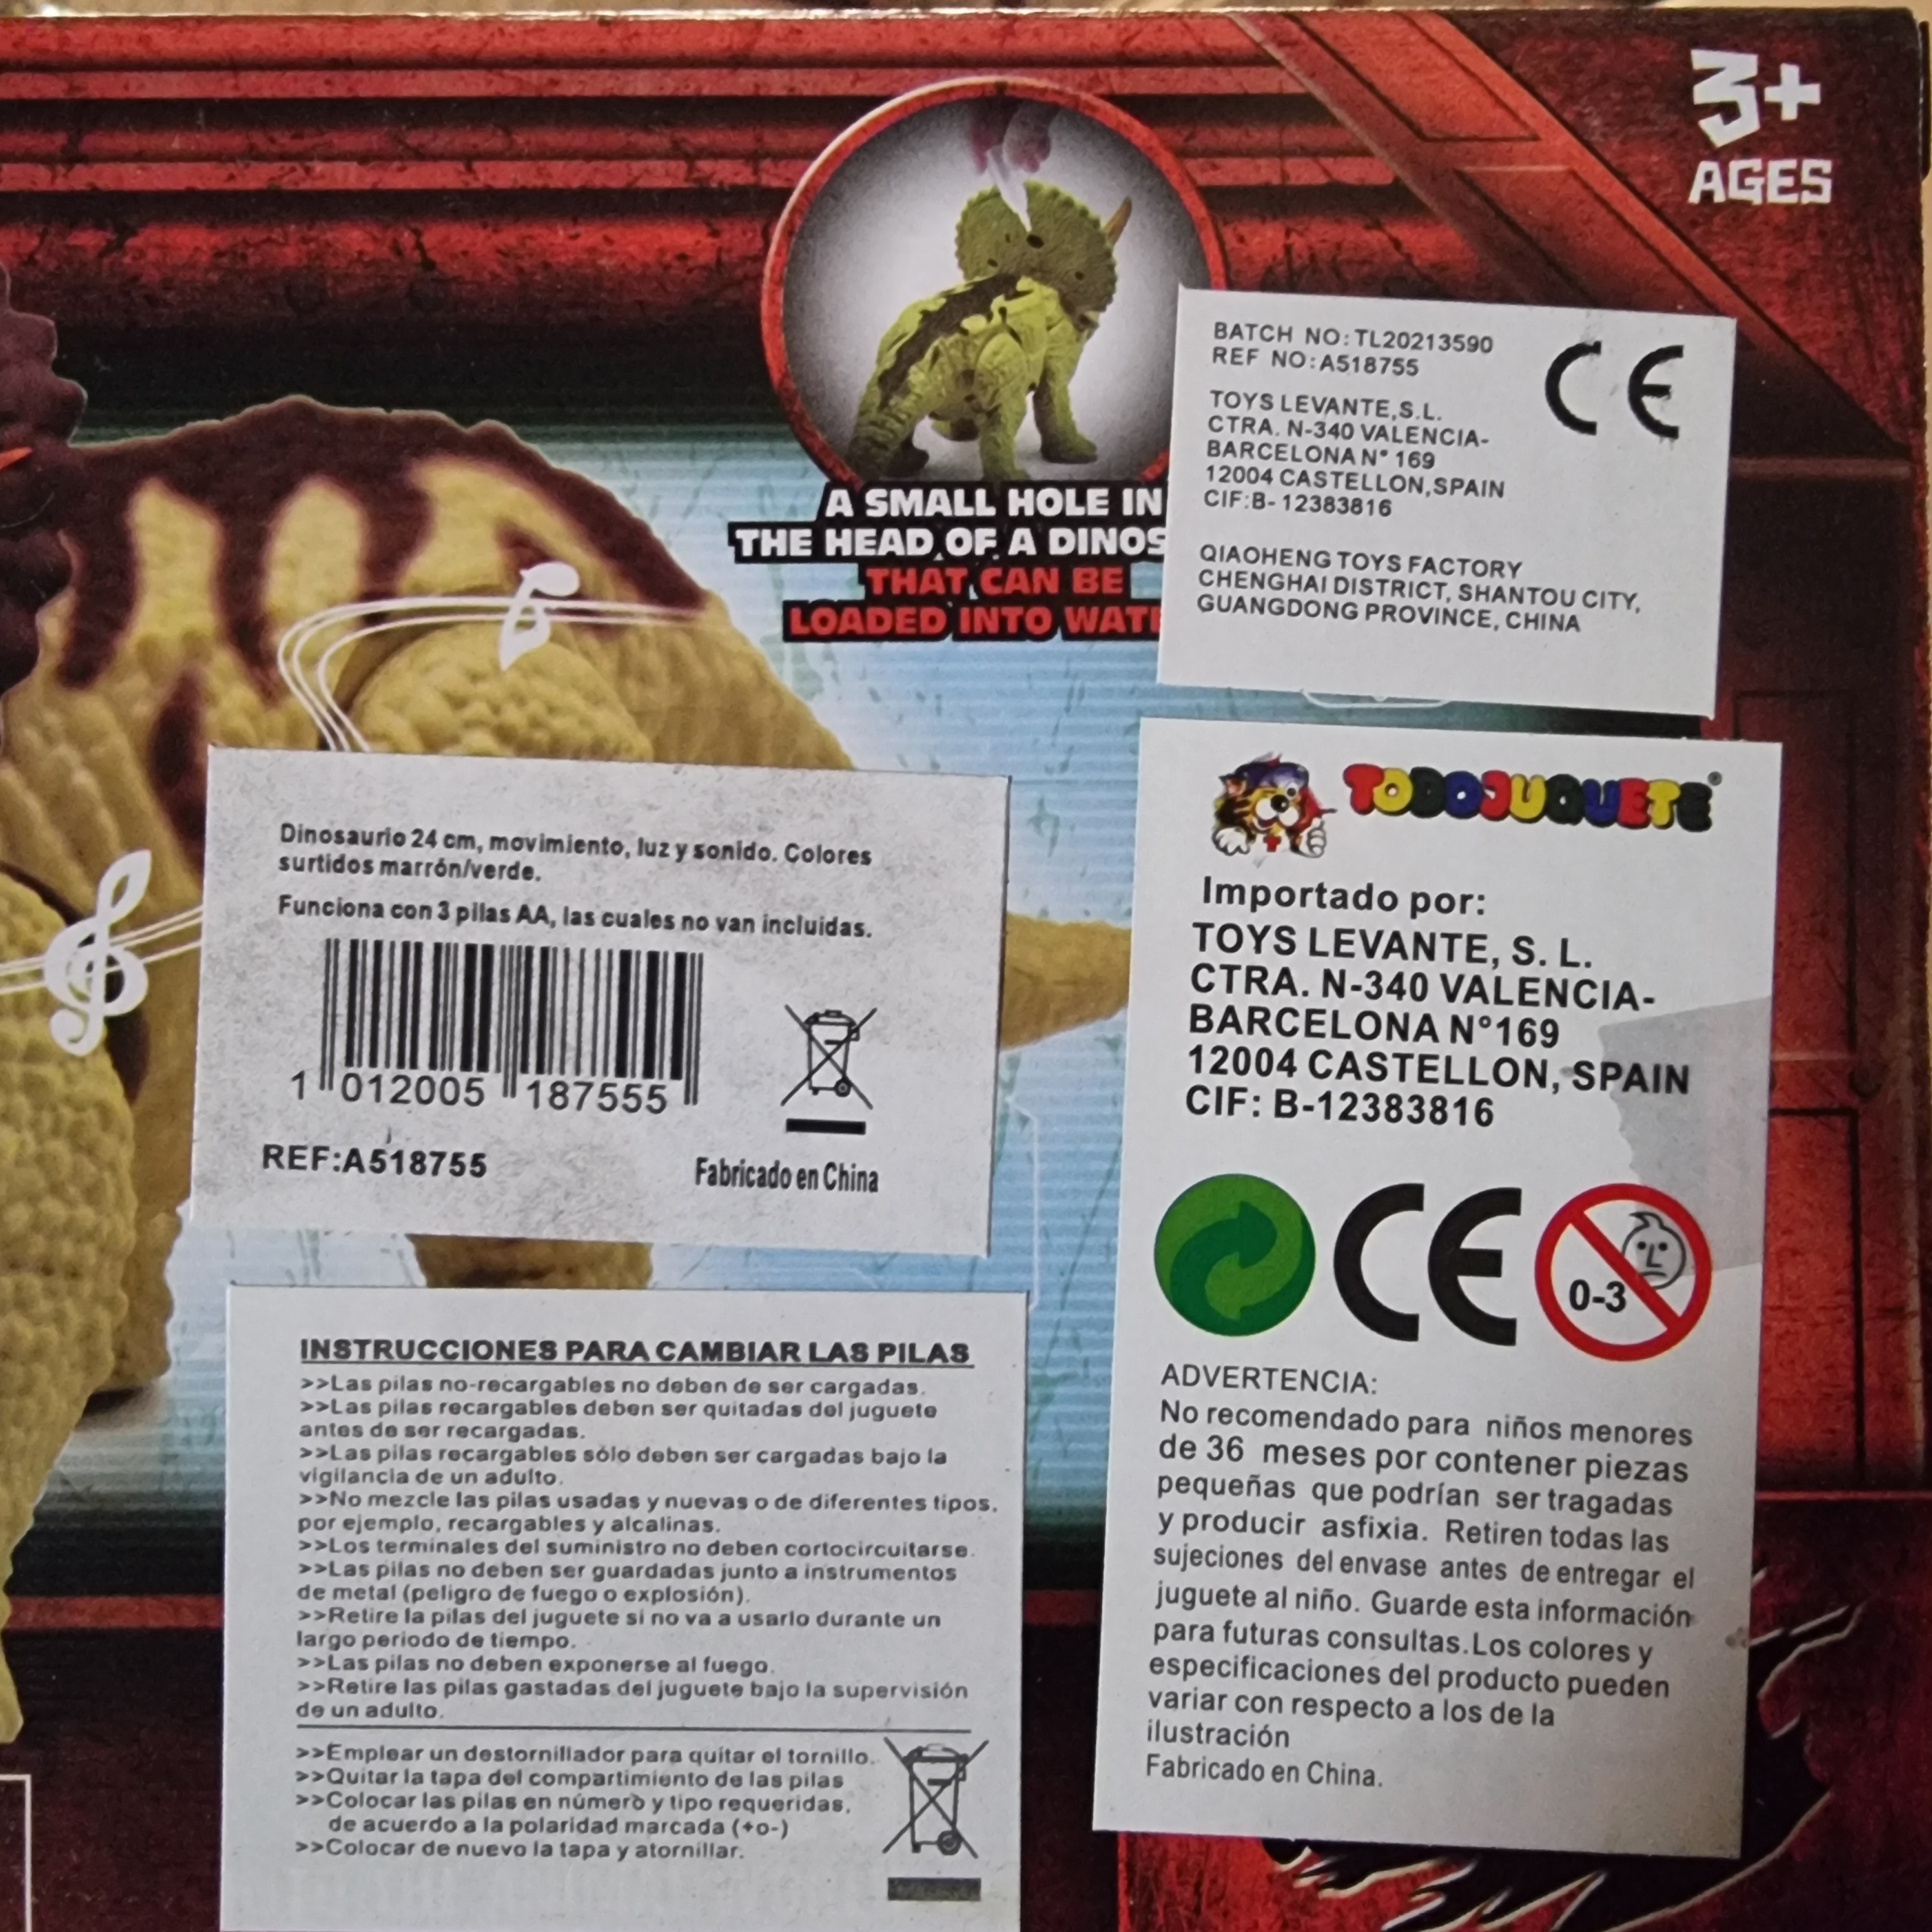 3+
AGES
A SMALL HOLE IN
THE HEAD OF A DINOS
THAT CAN BE
LOADED INTO WAT
BATCH NO:TL20213590
REF NO:A518755
CE
TOYS LEVANTE,S.L.
CTRA. N-340 VALENCIA-
BARCELONA N° 169
12004 CASTELLON,SPAIN
CIF:B- 12383816
QIAOHENG TOYS FACTORY
CHENGHAI DISTRICT, SHANTOU CITY,
GUANGDONG PROVINCE, CHINA
Dinosaurio 24 cm, movimiento, luz y sonido. Colores
surtidos marrón/verde.
Funciona con 3 pilas AA, las cuales no van incluidas.
1 012005 187555
REF:A518755
Fabricado en China
TODOJUGUETE®
Importado por:
TOYS LEVANTE, S. L.
CTRA. N-340 VALENCIA-
BARCELONA N°169
12004 CASTELLON, SPAIN
CIF: B-12383816
CE
0-3
ADVERTENCIA:
No recomendado para niños menores
de 36 meses por contener piezas
pequeñas que podrían ser tragadas
y producir asfixia. Retiren todas las
sujeciones del envase antes de entregar el
juguete al niño. Guarde esta información
para futuras consultas.Los colores y
especificaciones del producto pueden
variar con respecto a los de la
ilustración
Fabricado en China.
INSTRUCCIONES PARA CAMBIAR LAS PILAS
>>Las pilas no-recargables no deben de ser cargadas.
>>Las pilas recargables deben ser quitadas del juguete
antes de ser recargadas.
>>Las pilas recargables sólo deben ser cargadas bajo la
vigilancia de un adulto.
>>No mezcle las pilas usadas y nuevas o de diferentes tipos,
por ejemplo, recargables y alcalinas.
>>Los terminales del suministro no deben cortocircuitarse.
>>Las pilas no deben ser guardadas junto a instrumentos
de metal (peligro de fuego o explosión).
>>Retire la pilas del juguete si no va a usarlo durante un
largo periodo de tiempo.
>>Las pilas no deben exponerse al fuego.
>>Retire las pilas gastadas del juguete bajo la supervisión
de un adulto.
>>Emplear un destornillador para quitar el tornillo.
>>Quitar la tapa del compartimiento de las pilas
>>Colocar las pilas en número y tipo requeridas,
de acuerdo a la polaridad marcada (+o-)
>>Colocar de nuevo la tapa y atornillar.